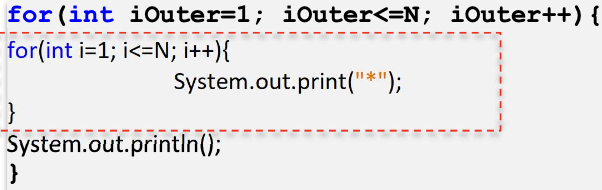 for(int iOuter=1; iOuter<=N; iOuter++){
for(int i=1; i<=N; i++){
System.out.print("*");
}
System.out.println();
}